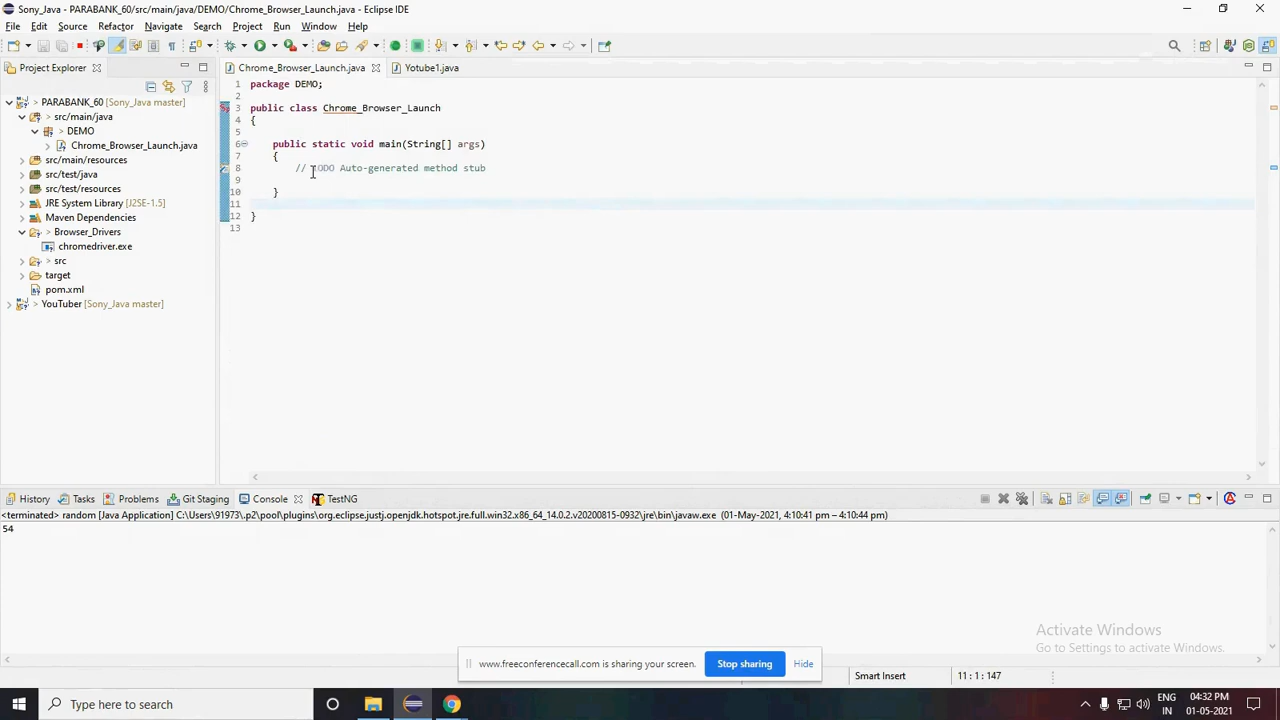 Sony_Java - PARABANK_60/src/main/java/DEMO/Chrome_Browser_Launch.java - Eclipse IDE
File Edit Source Refactor Navigate Search Project Run Window Help
Project Explorer
Chrome_Browser_Launch.java Yotube1.java
PARABANK_60 [Sony_Java master]
src/main/java
DEMO
Chrome_Browser_Launch.java
src/main/resources
src/test/java
src/test/resources
JRE System Library [J2SE-1.5]
Maven Dependencies
Browser_Drivers
chromedriver.exe
src
target
pom.xml
YouTuber [Sony_Java master]
1 package DEMO;
2
3 public class Chrome_Browser_Launch
4 {
5
6 public static void main(String[] args)
7 {
8 // TODO Auto-generated method stub
9
10 }
11
12 }
13
History Tasks Problems Git Staging Console TestNG
<terminated> random [Java Application] C:\Users\91973\.p2\pool\plugins\org.eclipse.justj.openjdk.hotspot.jre.full.win32.x86_64_14.0.2.v20200815-0932\jre\bin\javaw.exe (01-May-2021, 4:10:41 pm – 4:10:44 pm)
54
Activate Windows
Go to Settings to activate Windows.
www.freeconferencecall.com is sharing your screen. Stop sharing Hide
Smart Insert 11 : 1 : 147
Type here to search
ENG
IN
04:32 PM
01-05-2021